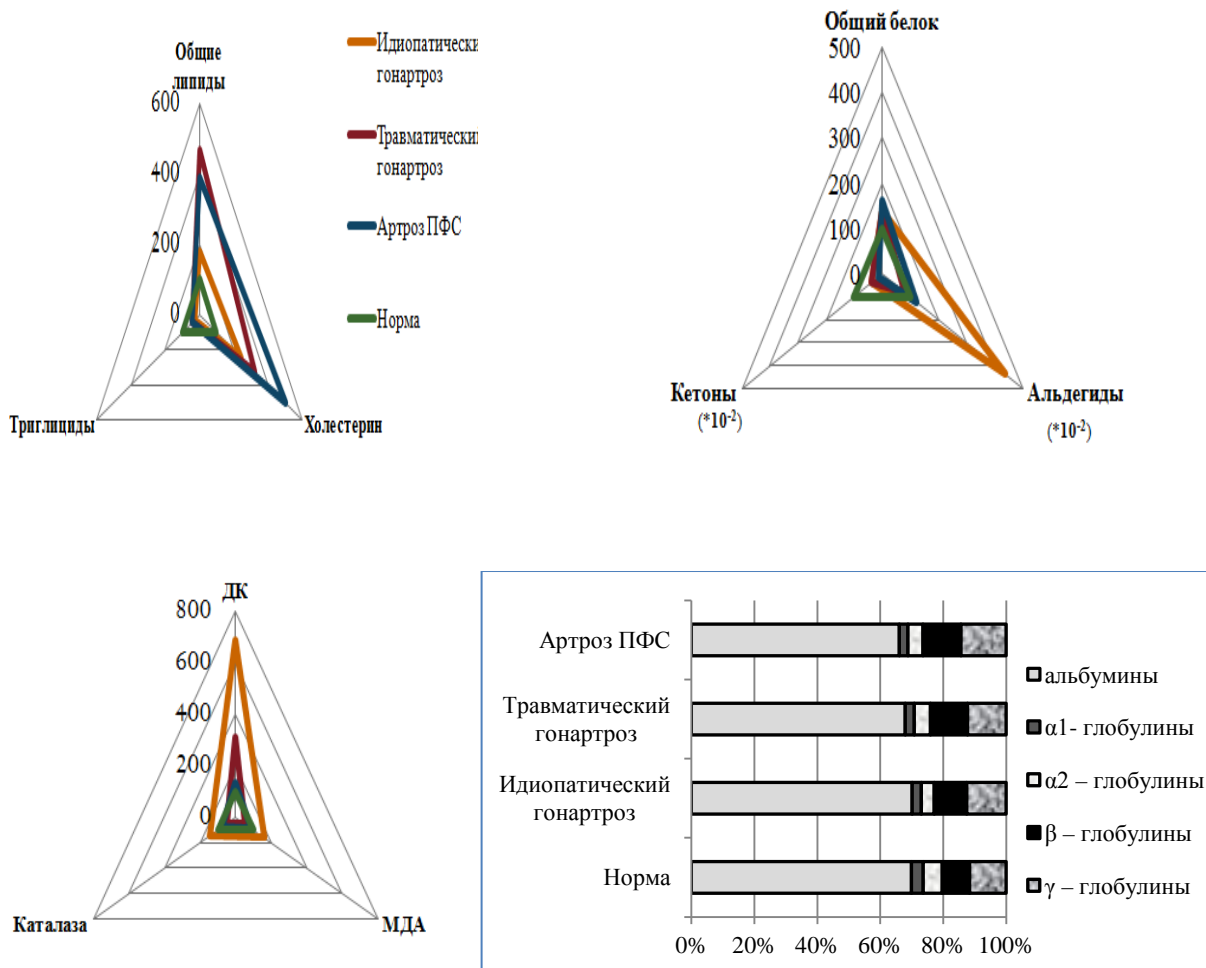 Общие
липиды
600
400
200
0
Триглициды
Холестерин
Идиопатически
гонартроз
Травматически
гонартроз
Артроз ПФС
Норма
Общий белок
500
400
300
200
100
0
Кетоны
(*10-2)
Альдегиды
(*10-2)
ДК
800
600
400
200
0
Каталаза
МДА
Артроз ПФС
Травматический
гонартроз
Идиопатический
гонартроз
Норма
0% 20% 40% 60% 80% 100%
альбумины
α1- глобулины
α2 – глобулины
β – глобулины
γ – глобулины